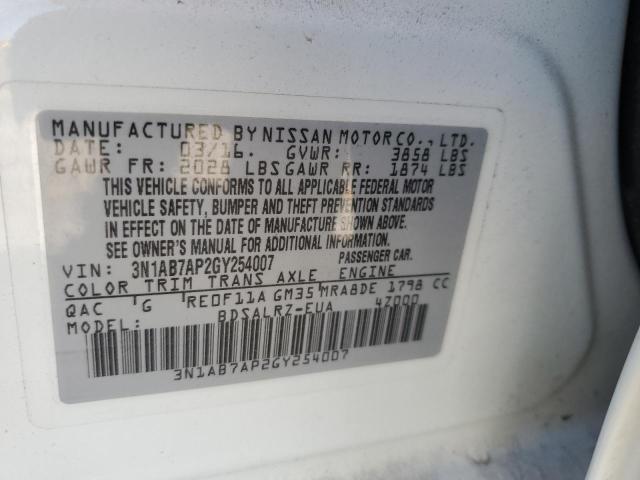 MANUFACTURED BY NISSAN MOTOR CO., LTD.
DATE: 03/16. GVWR: 3858 LBS
GAWR FR: 2028 LBS GAWR RR: 1874 LBS
THIS VEHICLE CONFORMS TO ALL APPLICABLE FEDERAL MOTOR
VEHICLE SAFETY, BUMPER AND THEFT PREVENTION STANDARDS
IN EFFECT ON THE DATE OF MANUFACTURE SHOWN ABOVE.
SEE OWNER'S MANUAL FOR ADDITIONAL INFORMATION.
VIN: 3N1AB7AP2GY254007 PASSENGER CAR.
COLOR TRIM TRANS AXLE ENGINE
QAC G RE0F11A GM35 MRA8DE 1798 CC
MODEL: BDSALRZ-EUA 4Z000
3N1AB7AP2GY254007